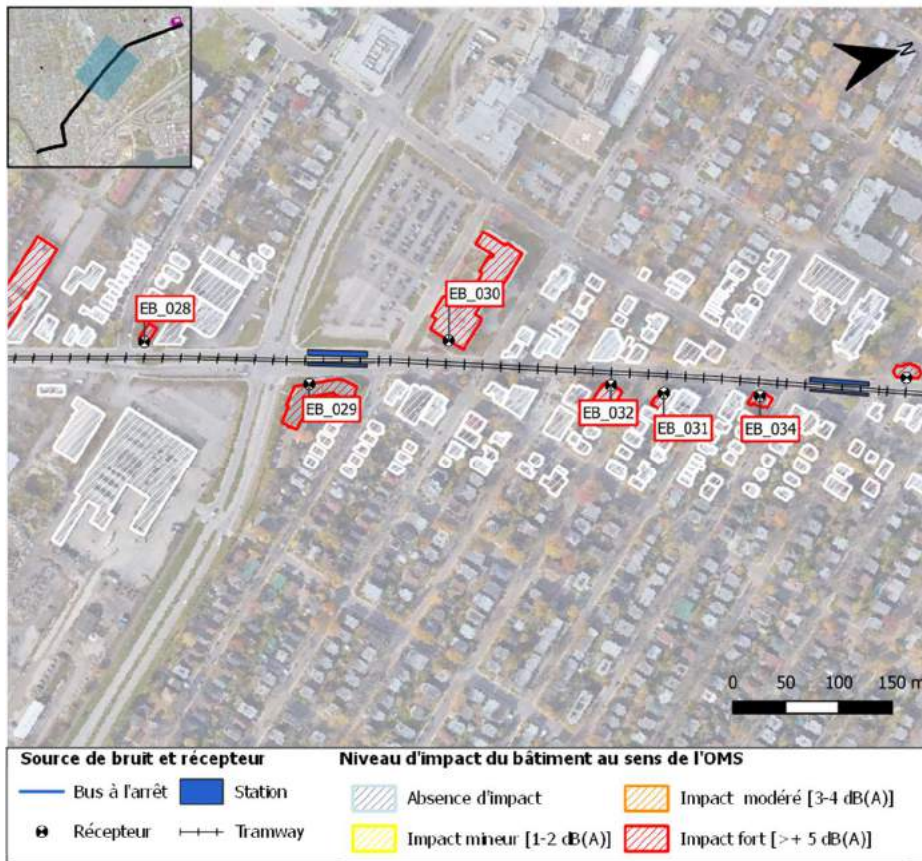 N
EB_028
EB_030
EB_029
EB_032
EB_031
EB_034
0 50 100 150 m
Source de bruit et récepteur
Bus à l'arrêt
Station
Récepteur
Tramway
Niveau d'impact du bâtiment au sens de l'OMS
Absence d'impact
Impact modéré [3-4 dB(A)]
Impact mineur [1-2 dB(A)]
Impact fort [>+ 5 dB(A)]